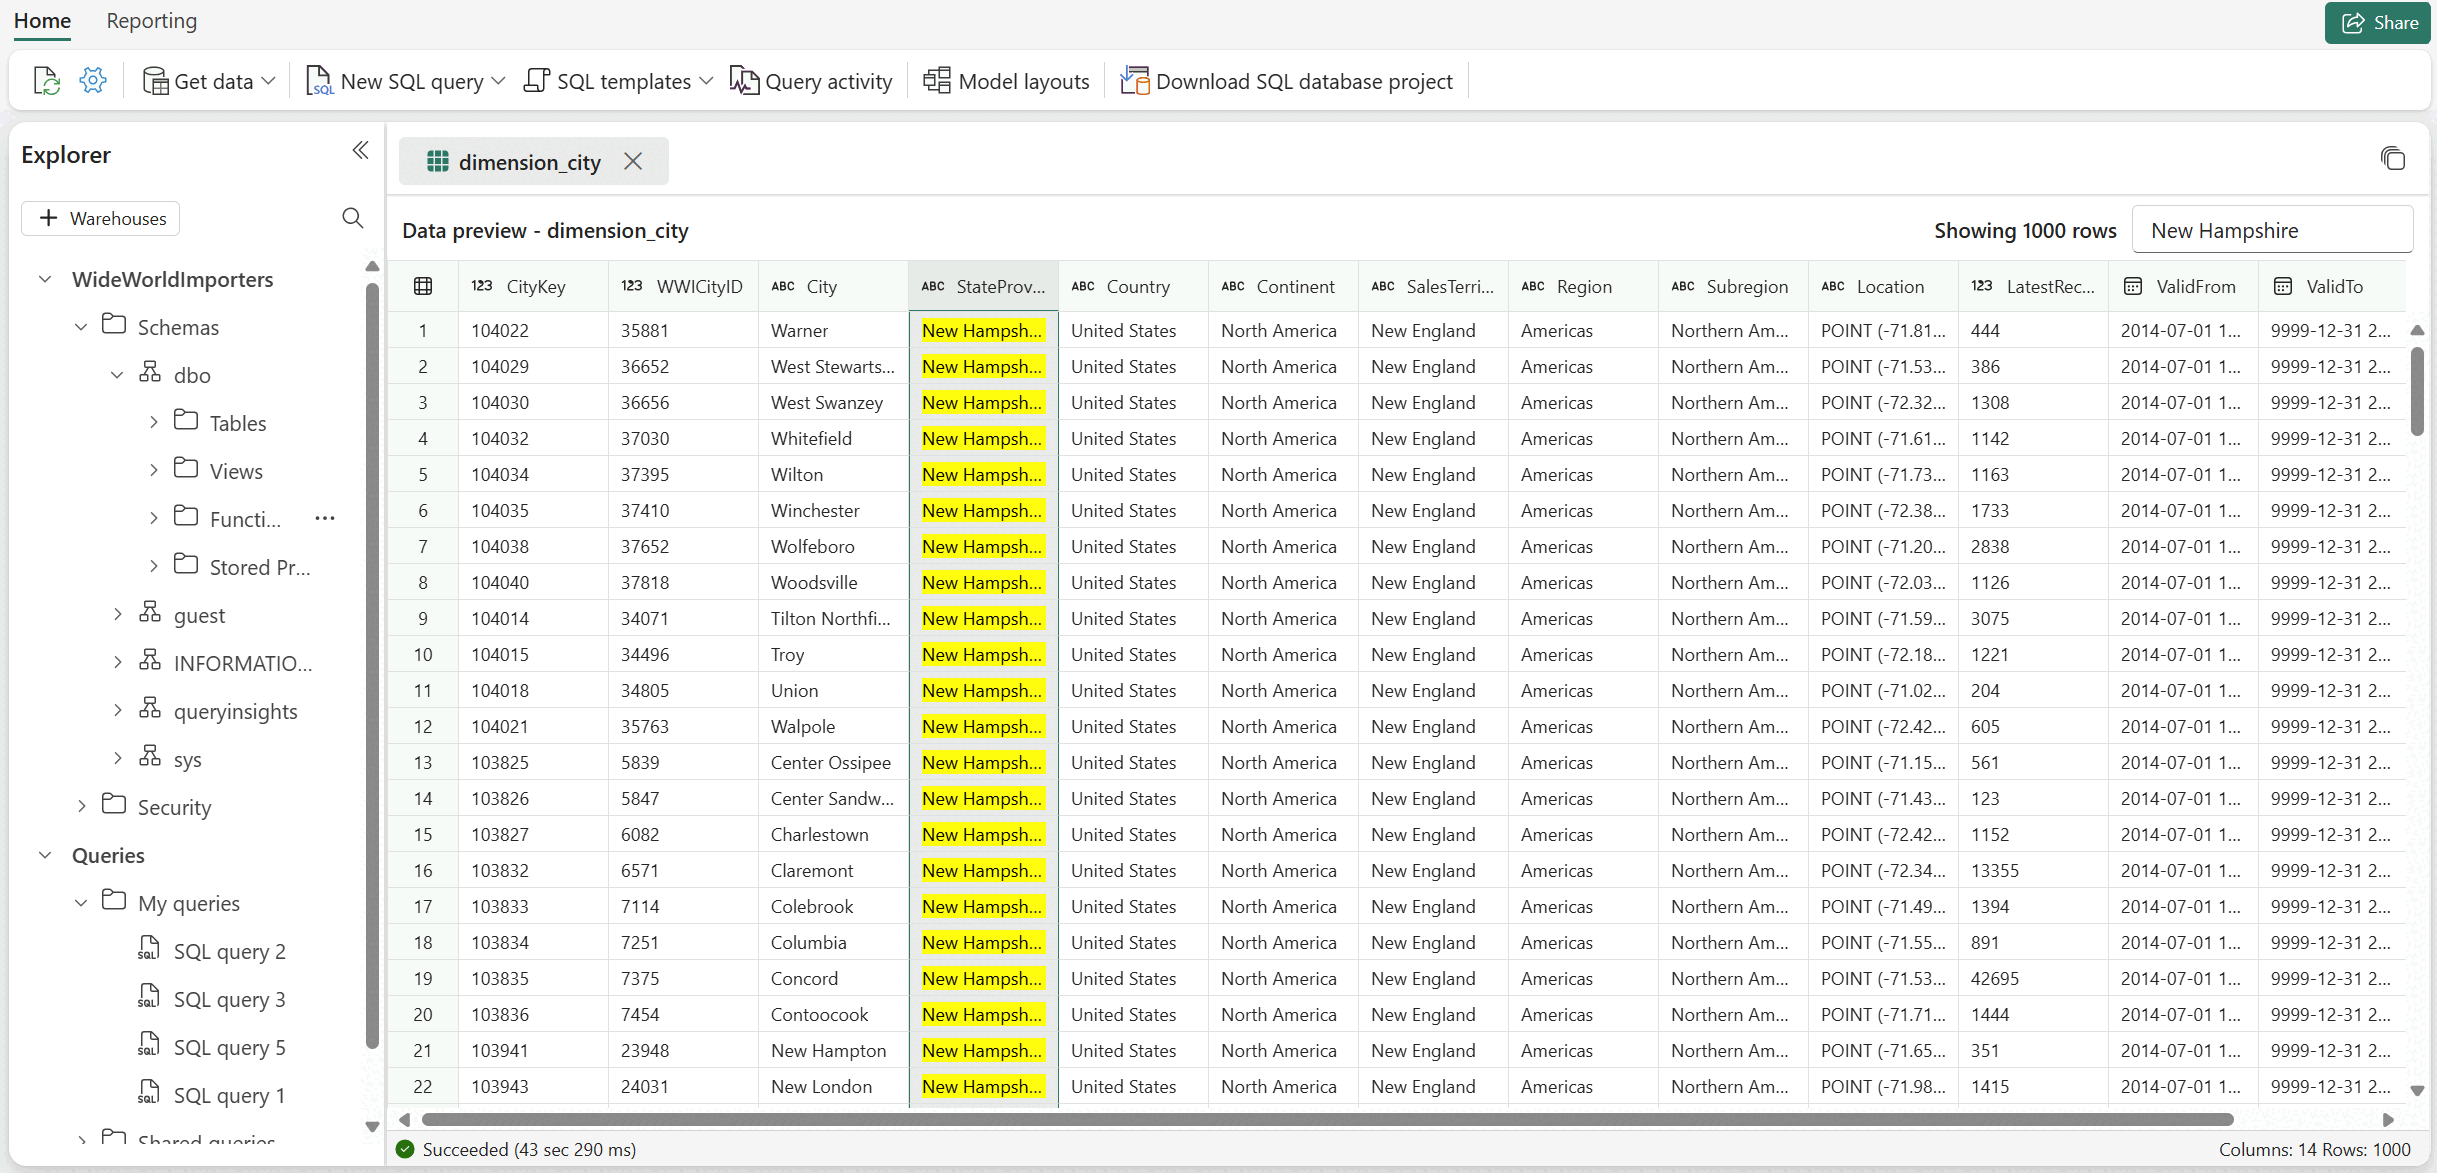 Home Reporting Share
Get data New SQL query SQL templates Query activity Model layouts Download SQL database project
Explorer
+ Warehouses
WideWorldImporters
Schemas
dbo
Tables
Views
Functi...
Stored Pr...
guest
INFORMATIO...
queryinsights
sys
Security
Queries
My queries
SQL query 2
SQL query 3
SQL query 5
SQL query 1
Shared queries
dimension_city
Data preview - dimension_city Showing 1000 rows New Hampshire
123 CityKey 123 WWICityID ABC City ABC StateProv... ABC Country ABC Continent ABC SalesTerri... ABC Region ABC Subregion ABC Location 123 LatestRec... ValidFrom ValidTo
1 104022 35881 Warner New Hampsh... United States North America New England Americas Northern Am... POINT (-71.81... 444 2014-07-01 1... 9999-12-31 2...
2 104029 36652 West Stewarts... New Hampsh... United States North America New England Americas Northern Am... POINT (-71.53... 386 2014-07-01 1... 9999-12-31 2...
3 104030 36656 West Swanzey New Hampsh... United States North America New England Americas Northern Am... POINT (-72.32... 1308 2014-07-01 1... 9999-12-31 2...
4 104032 37030 Whitefield New Hampsh... United States North America New England Americas Northern Am... POINT (-71.61... 1142 2014-07-01 1... 9999-12-31 2...
5 104034 37395 Wilton New Hampsh... United States North America New England Americas Northern Am... POINT (-71.73... 1163 2014-07-01 1... 9999-12-31 2...
6 104035 37410 Winchester New Hampsh... United States North America New England Americas Northern Am... POINT (-72.38... 1733 2014-07-01 1... 9999-12-31 2...
7 104038 37652 Wolfeboro New Hampsh... United States North America New England Americas Northern Am... POINT (-71.20... 2838 2014-07-01 1... 9999-12-31 2...
8 104040 37818 Woodsville New Hampsh... United States North America New England Americas Northern Am... POINT (-72.03... 1126 2014-07-01 1... 9999-12-31 2...
9 104014 34071 Tilton Northfi... New Hampsh... United States North America New England Americas Northern Am... POINT (-71.59... 3075 2014-07-01 1... 9999-12-31 2...
10 104015 34496 Troy New Hampsh... United States North America New England Americas Northern Am... POINT (-72.18... 1221 2014-07-01 1... 9999-12-31 2...
11 104018 34805 Union New Hampsh... United States North America New England Americas Northern Am... POINT (-71.02... 204 2014-07-01 1... 9999-12-31 2...
12 104021 35763 Walpole New Hampsh... United States North America New England Americas Northern Am... POINT (-72.42... 605 2014-07-01 1... 9999-12-31 2...
13 103825 5839 Center Ossipee New Hampsh... United States North America New England Americas Northern Am... POINT (-71.15... 561 2014-07-01 1... 9999-12-31 2...
14 103826 5847 Center Sandw... New Hampsh... United States North America New England Americas Northern Am... POINT (-71.43... 123 2014-07-01 1... 9999-12-31 2...
15 103827 6082 Charlestown New Hampsh... United States North America New England Americas Northern Am... POINT (-72.42... 1152 2014-07-01 1... 9999-12-31 2...
16 103832 6571 Claremont New Hampsh... United States North America New England Americas Northern Am... POINT (-72.34... 13355 2014-07-01 1... 9999-12-31 2...
17 103833 7114 Colebrook New Hampsh... United States North America New England Americas Northern Am... POINT (-71.49... 1394 2014-07-01 1... 9999-12-31 2...
18 103834 7251 Columbia New Hampsh... United States North America New England Americas Northern Am... POINT (-71.55... 891 2014-07-01 1... 9999-12-31 2...
19 103835 7375 Concord New Hampsh... United States North America New England Americas Northern Am... POINT (-71.53... 42695 2014-07-01 1... 9999-12-31 2...
20 103836 7454 Contoocook New Hampsh... United States North America New England Americas Northern Am... POINT (-71.71... 1444 2014-07-01 1... 9999-12-31 2...
21 103941 23948 New Hampton New Hampsh... United States North America New England Americas Northern Am... POINT (-71.65... 351 2014-07-01 1... 9999-12-31 2...
22 103943 24031 New London New Hampsh... United States North America New England Americas Northern Am... POINT (-71.98... 1415 2014-07-01 1... 9999-12-31 2...
Succeeded (43 sec 290 ms) Columns: 14 Rows: 1000